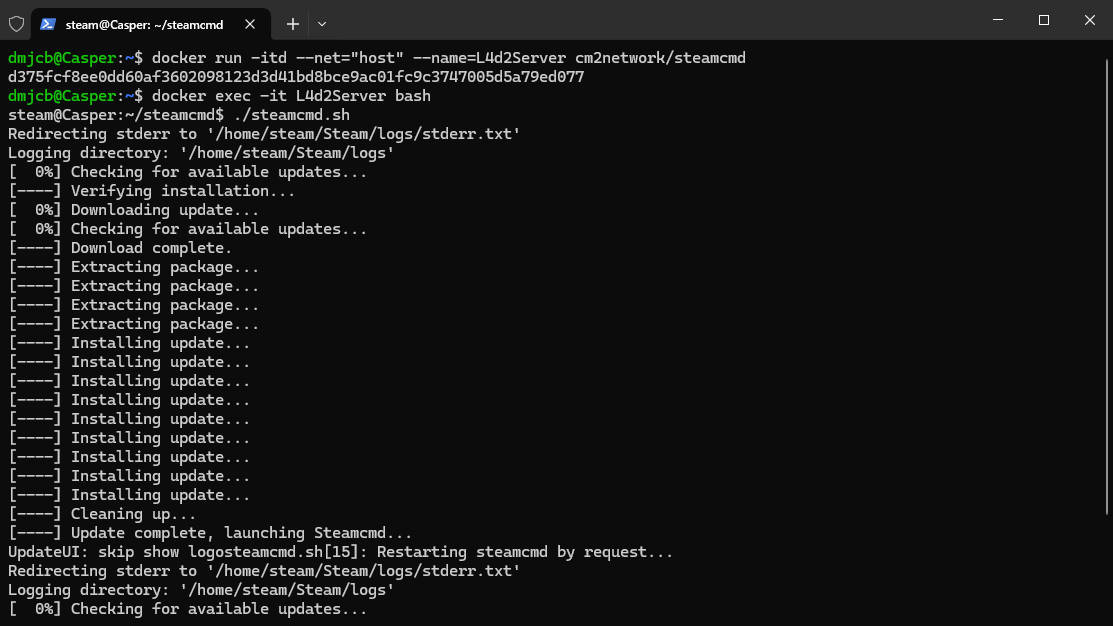 steam@Casper: ~/steamcmd
dmjcb@Casper:~$ docker run -itd --net="host" --name=L4d2Server cm2network/steamcmd
d375fcf8ee0dd60af3602098123d3d41bd8bce9ac01fc9c3747005d5a79ed077
dmjcb@Casper:~$ docker exec -it L4d2Server bash
steam@Casper:~/steamcmd$ ./steamcmd.sh
Redirecting stderr to '/home/steam/Steam/logs/stderr.txt'
Logging directory: '/home/steam/Steam/logs'
[  0%] Checking for available updates...
[----] Verifying installation...
[  0%] Downloading update...
[  0%] Checking for available updates...
[----] Download complete.
[----] Extracting package...
[----] Extracting package...
[----] Extracting package...
[----] Extracting package...
[----] Installing update...
[----] Installing update...
[----] Installing update...
[----] Installing update...
[----] Installing update...
[----] Installing update...
[----] Installing update...
[----] Installing update...
[----] Installing update...
[----] Cleaning up...
[----] Update complete, launching Steamcmd...
UpdateUI: skip show logosteamcmd.sh[15]: Restarting steamcmd by request...
Redirecting stderr to '/home/steam/Steam/logs/stderr.txt'
Logging directory: '/home/steam/Steam/logs'
[  0%] Checking for available updates...